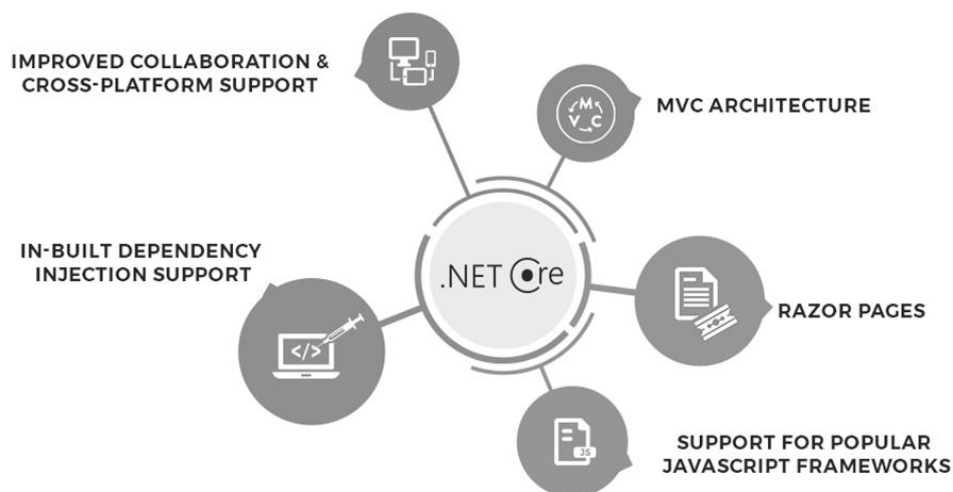 IMPROVED COLLABORATION &
CROSS-PLATFORM SUPPORT
M
V C
MVC ARCHITECTURE
IN-BUILT DEPENDENCY
INJECTION SUPPORT
</>
.NET Core
RAZOR PAGES
JS
SUPPORT FOR POPULAR
JAVASCRIPT FRAMEWORKS